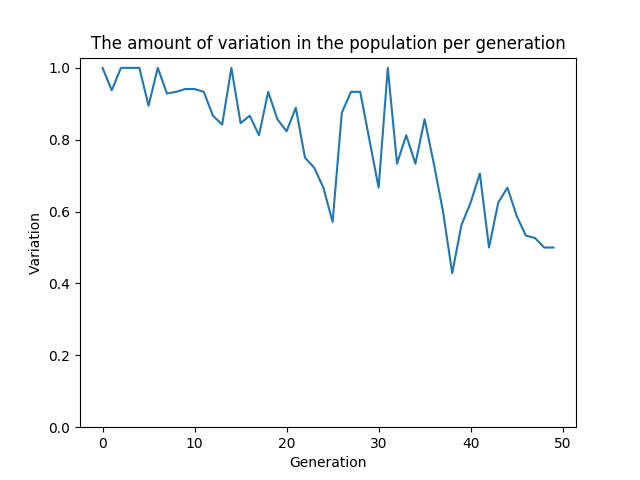 The amount of variation in the population per generation
1.0
0.8
0.6
0.4
0.2
0.0
Variation
0 10 20 30 40 50
Generation